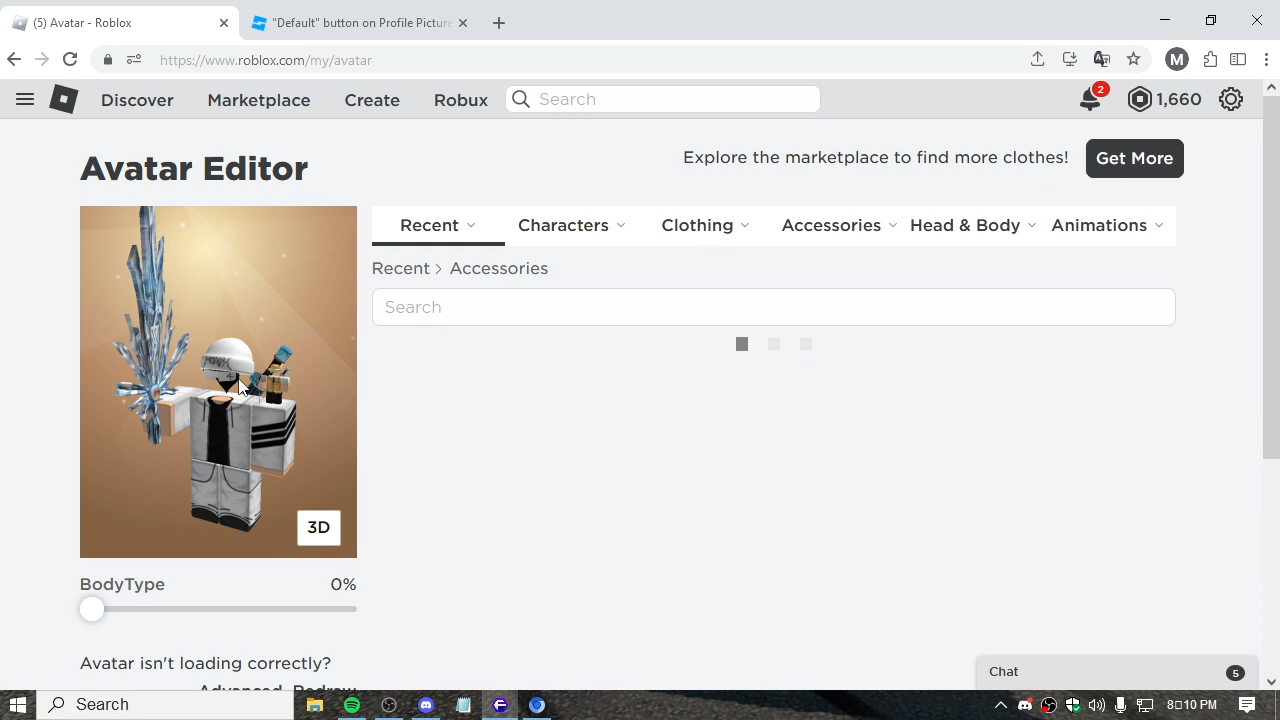 (5) Avatar - Roblox
"Default" button on Profile Picture
https://www.roblox.com/my/avatar
M
Discover
Marketplace
Create
Robux
Search
2
1,660
Avatar Editor
Explore the marketplace to find more clothes!
Get More
Recent
Characters
Clothing
Accessories
Head & Body
Animations
Recent > Accessories
Search
3D
BodyType 0%
Avatar isn't loading correctly?
Advanced Redraw
Chat
5
Search
8:10 PM